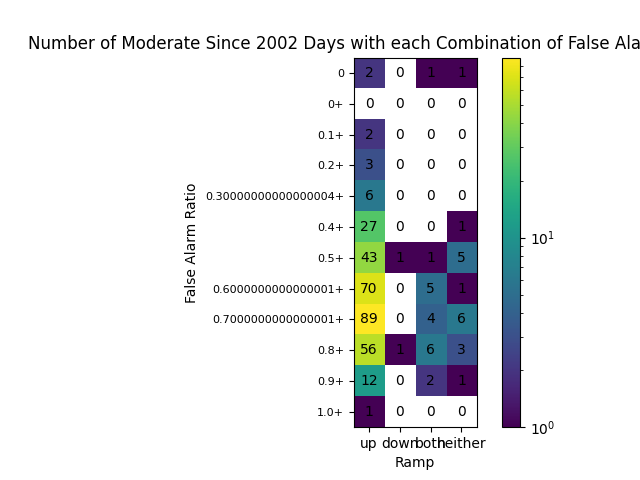 Number of Moderate Since 2002 Days with each Combination of False Ala
0 2 0 1 1
0+ 0 0 0 0
0.1+ 2 0 0 0
0.2+ 3 0 0 0
0.30000000000000004+ 6 0 0 0
0.4+ 27 0 0 1
0.5+ 43 1 1 5
0.6000000000000001+ 70 0 5 1
0.7000000000000001+ 89 0 4 6
0.8+ 56 1 6 3
0.9+ 12 0 2 1
1.0+ 1 0 0 0
up down both neither
Ramp
False Alarm Ratio
10¹
10⁰